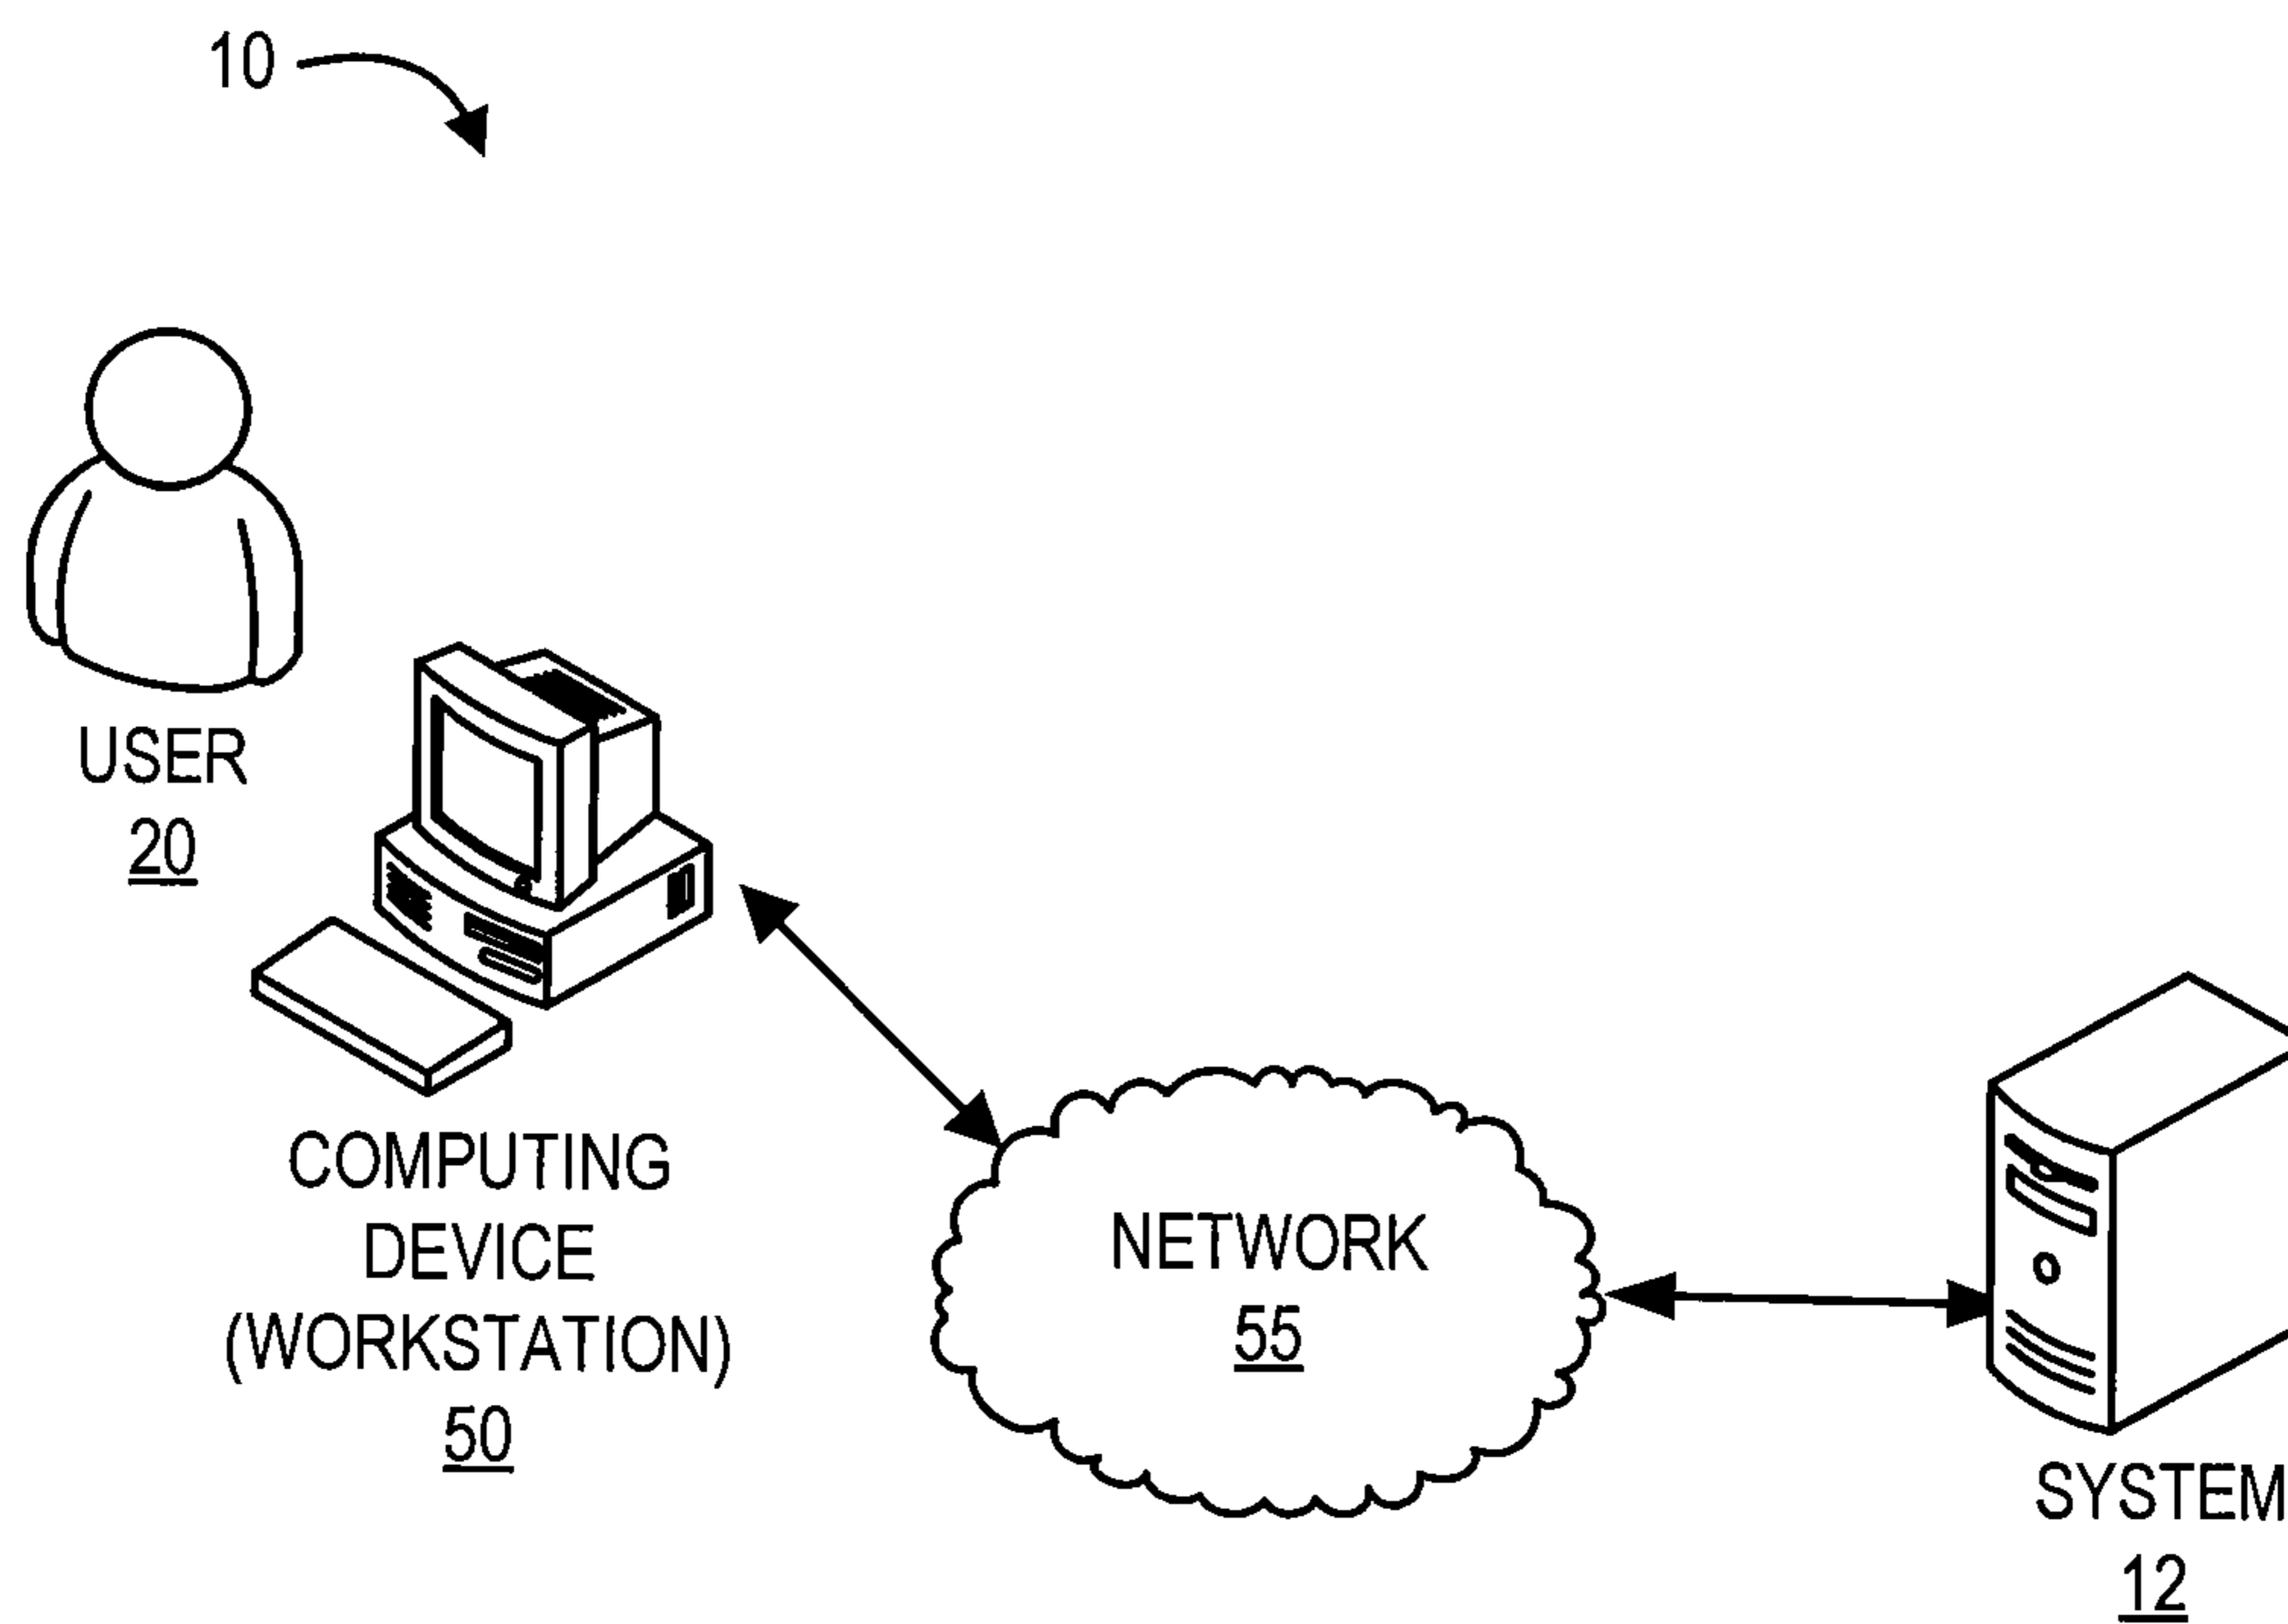 10
USER
20
COMPUTING
DEVICE
(WORKSTATION)
50
NETWORK
55
SYSTEM
12